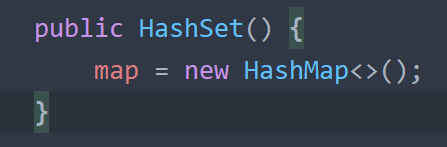 public HashSet() {
    map = new HashMap<>();
}